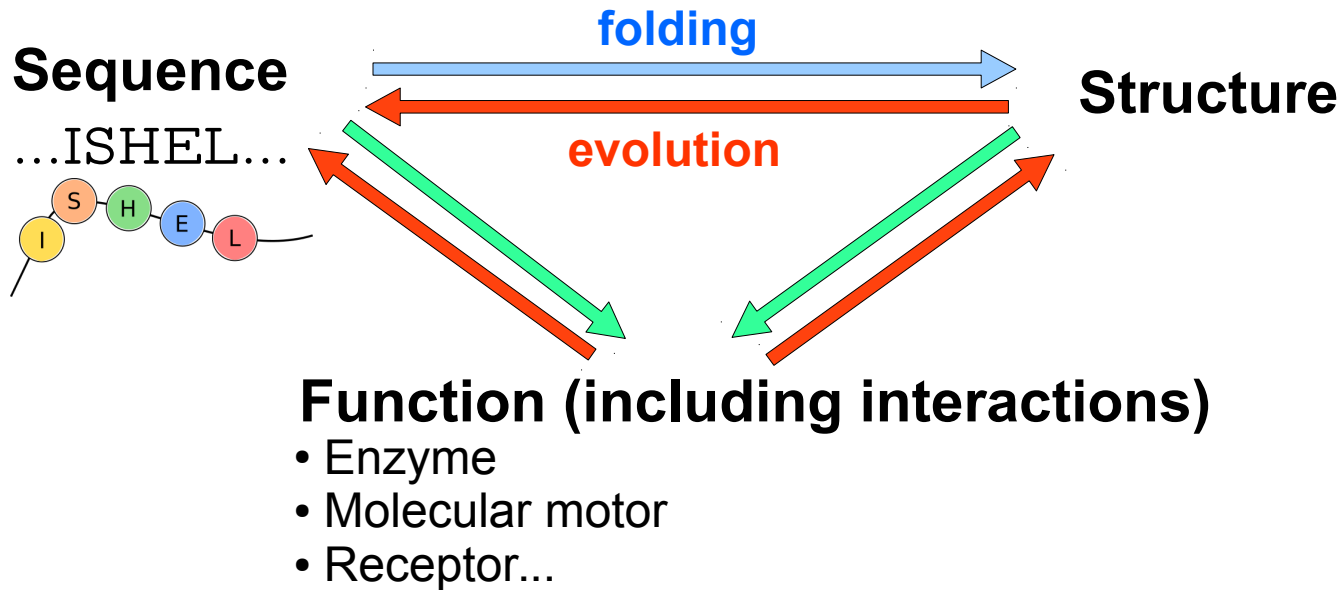 folding
Sequence
Structure
...ISHEL...
evolution
I S H E L
Function (including interactions)
• Enzyme
• Molecular motor
• Receptor...